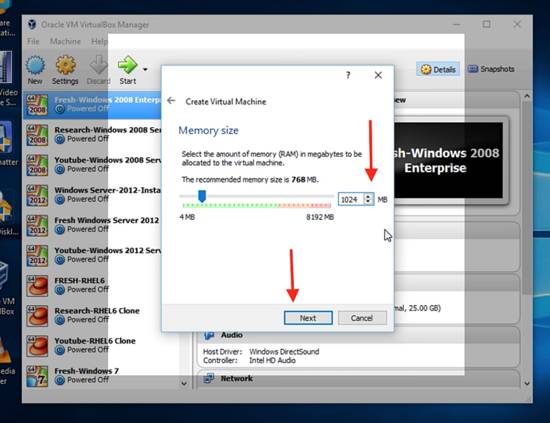 Oracle VM VirtualBox Manager
File Machine Help
New Settings Discard Start
Details Snapshots
Fresh-Windows 2008 Enterprise
Powered Off
Research-Windows 2008 Se
Powered Off
Youtube-Windows 2008 Ser
Powered Off
Windows Server-2012-Insta
Powered Off
Fresh Windows Server 2012
Powered Off
Youtube-Windows 2012 Serv
Powered Off
FRESH-RHEL6
Powered Off
Research-RHEL6 Clone
Powered Off
Youtube-RHEL6 Clone
Powered Off
Fresh-Windows 7
Create Virtual Machine
Memory size
Select the amount of memory (RAM) in megabytes to be
allocated to the virtual machine.
The recommended memory size is 768 MB.
1024 MB
4 MB 8192 MB
Next Cancel
sh-Windows 2008
Enterprise
mal, 25.00 GB)
Audio
Host Driver: Windows DirectSound
Controller: Intel HD Audio
Network